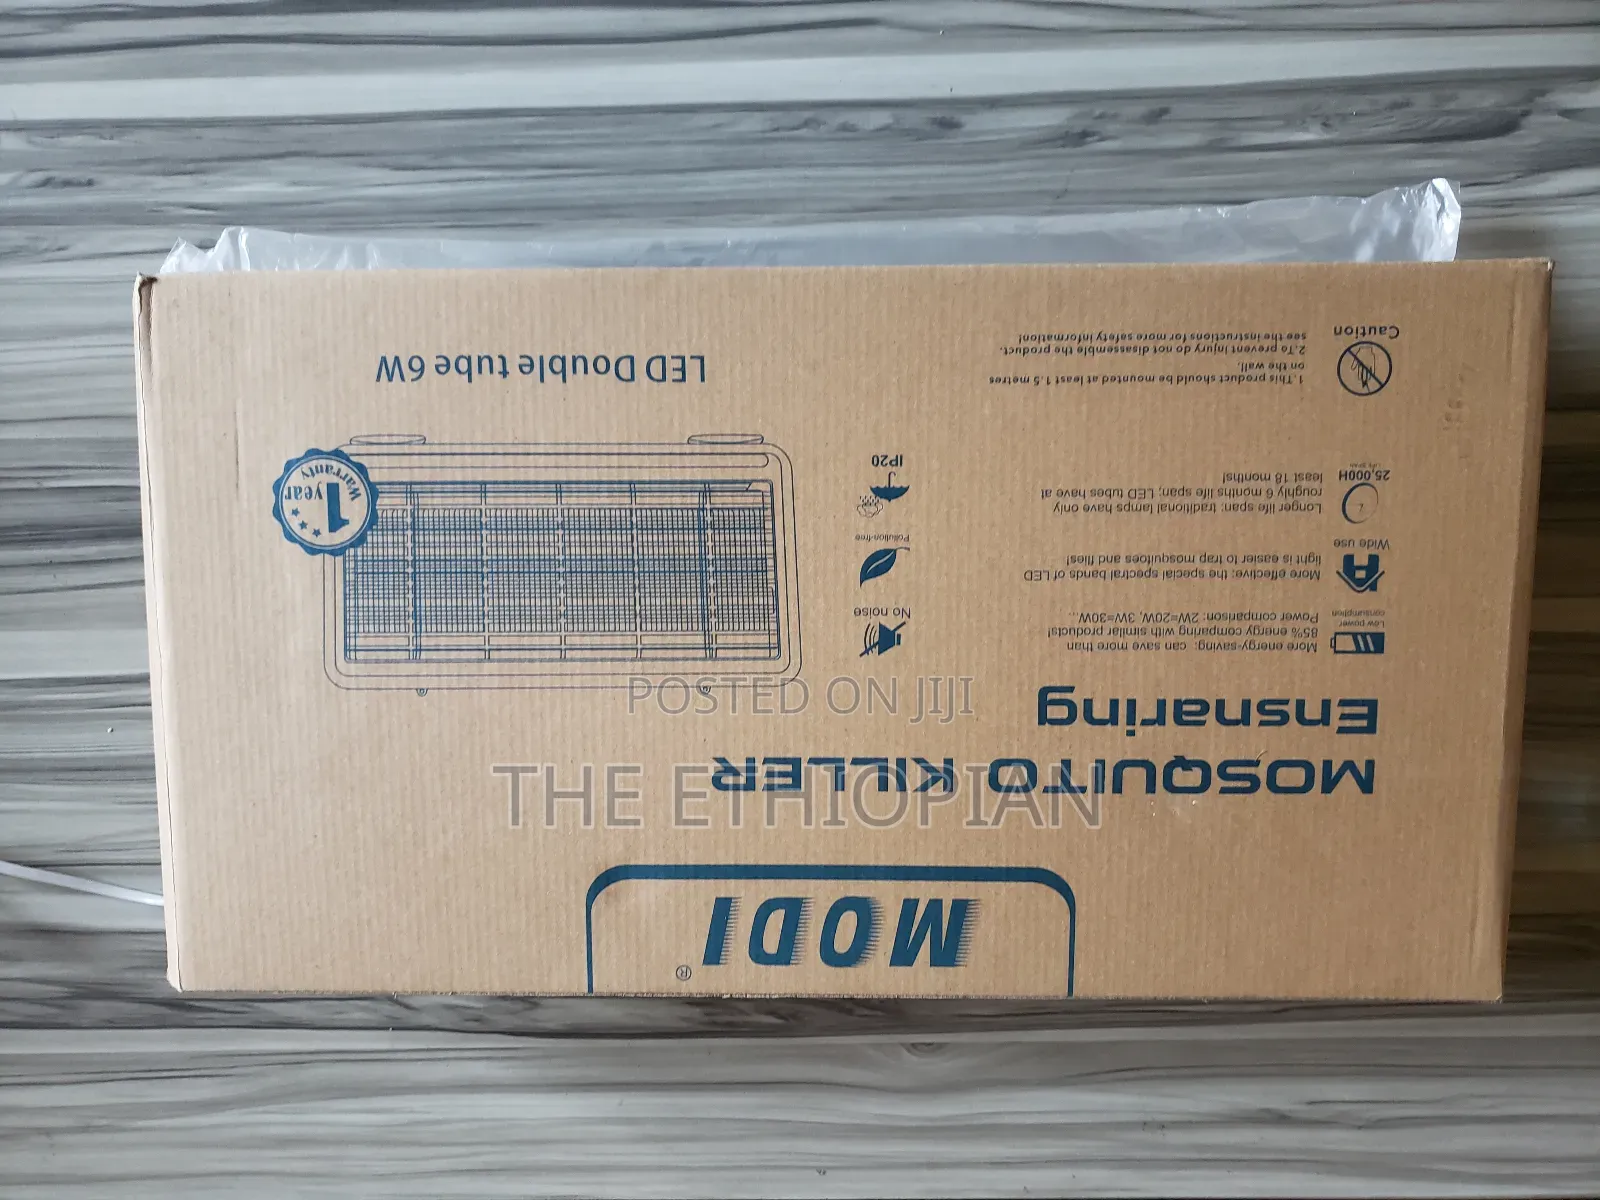 MODI
®
MOSQUITO KILLER
Ensnaring
Low power
consumption
More energy-saving: can save more than
85% energy comparing with similar products!
Power comparison: 2W=20W, 3W=30W...
Wide use
More effective: the special spectral bands of LED
light is easier to trap mosquitoes and flies!
25,000H
LIFE SPAN
Longer life span: traditional lamps have only
roughly 6 months life span; LED tubes have at
least 18 months!
No noise
Pollution-free
IP20
1
year
Warranty
LED Double tube 6W
Caution
1.This product should be mounted at least 1.5 metres
on the wall.
2.To prevent injury do not disassemble the product.
see the instructions for more safety information!
POSTED ON JIJI
THE ETHIOPIAN